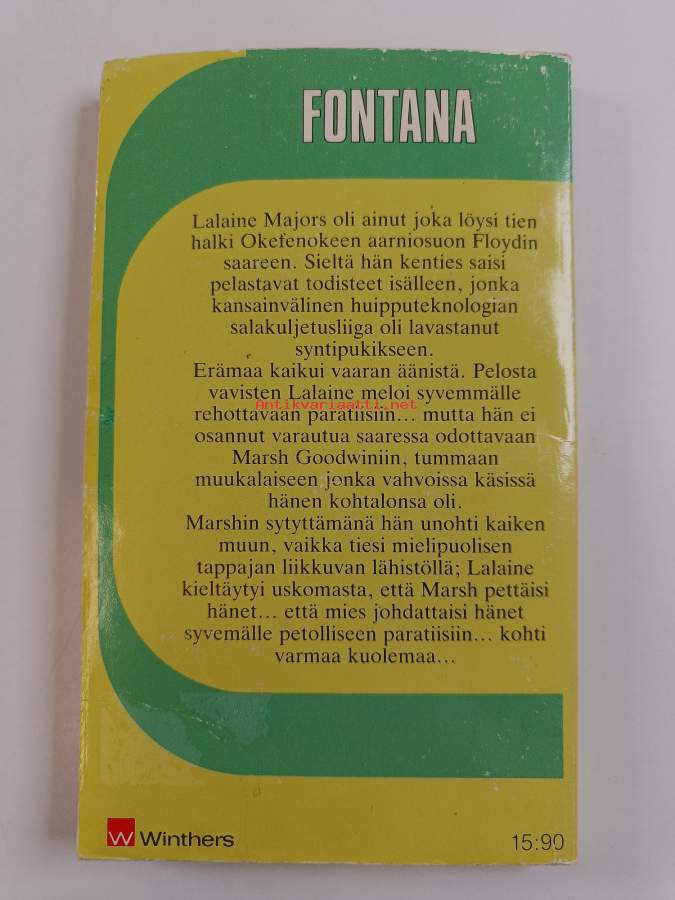 FONTANA
Lalaine Majors oli ainut joka löysi tien
halki Okefenokeen aarniosuon Floydin
saareen. Sieltä hän kenties saisi
pelastavat todisteet isälleen, jonka
kansainvälinen huipputeknologian
salakuljetusliiga oli lavastanut
syntipukikseen.
Erämaa kaikui vaaran äänistä. Pelosta
vavisten Lalaine meloi syvemmälle
Antikvariaatti.net
rehottavaan paratiisiin... mutta hän ei
osannut varautua saaressa odottavaan
Marsh Goodwiniin, tummaan
muukalaiseen jonka vahvoissa käsissä
hänen kohtalonsa oli.
Marshin sytyttämänä hän unohti kaiken
muun, vaikka tiesi mielipuolisen
tappajan liikkuvan lähistöllä; Lalaine
kieltäytyi uskomasta, että Marsh pettäisi
hänet... että mies johdattaisi hänet
syvemälle petolliseen paratiisiin... kohti
varmaa kuolemaa...
W Winthers
15:90